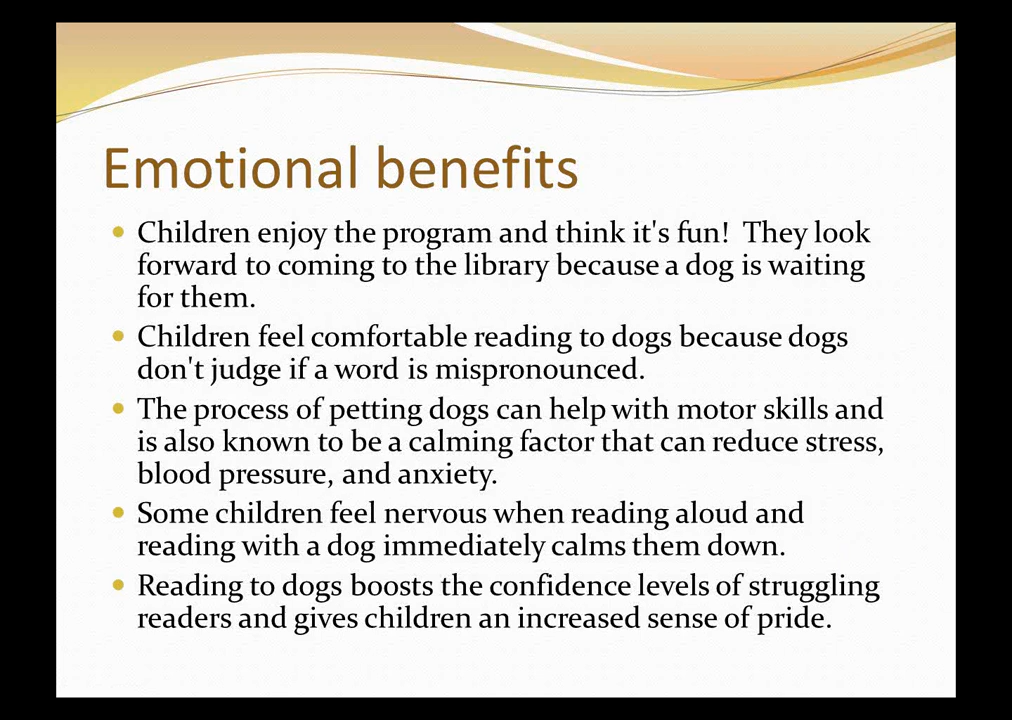 Emotional benefits
• Children enjoy the program and think it's fun!  They look
forward to coming to the library because a dog is waiting
for them.
• Children feel comfortable reading to dogs because dogs
don't judge if a word is mispronounced.
• The process of petting dogs can help with motor skills and
is also known to be a calming factor that can reduce stress,
blood pressure, and anxiety.
• Some children feel nervous when reading aloud and
reading with a dog immediately calms them down.
• Reading to dogs boosts the confidence levels of struggling
readers and gives children an increased sense of pride.